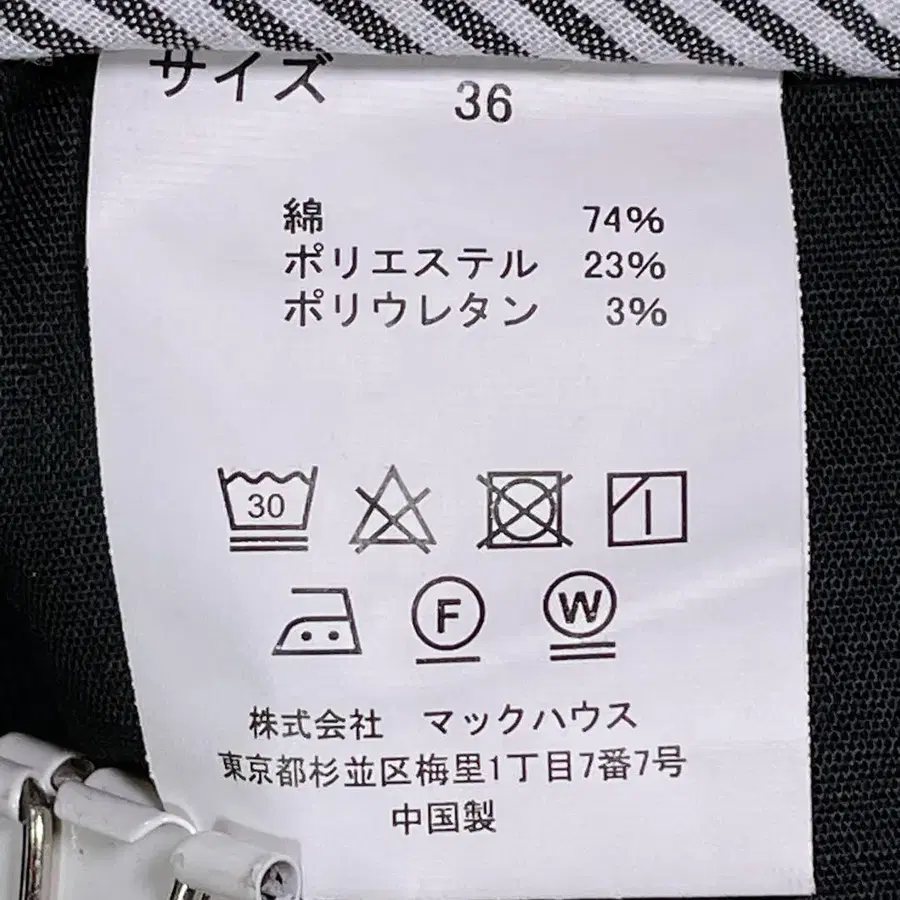 サイズ 36
綿 74%
ポリエステル 23%
ポリウレタン 3%
30
F W
株式会社 マックハウス
東京都杉並区梅里1丁目7番7号
中国製